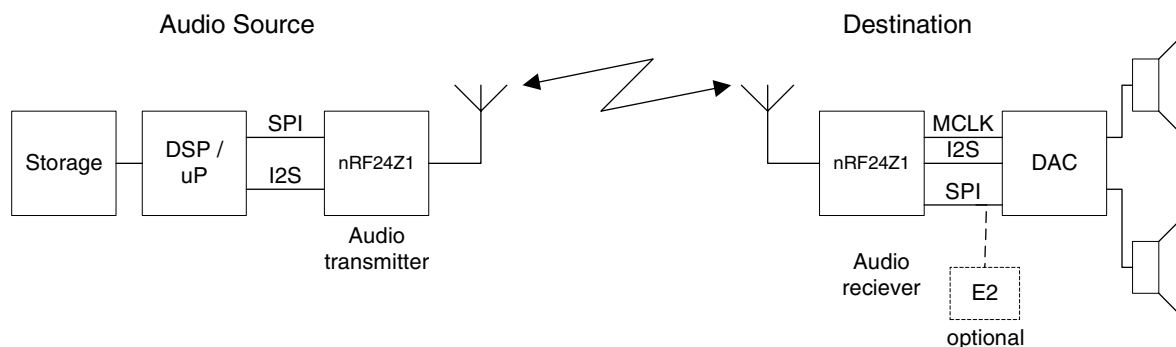 Audio Source
Destination
Storage
DSP /
uP
SPI
I2S
nRF24Z1
Audio
transmitter
nRF24Z1
MCLK
I2S
SPI
DAC
Audio
reciever
E2
optional